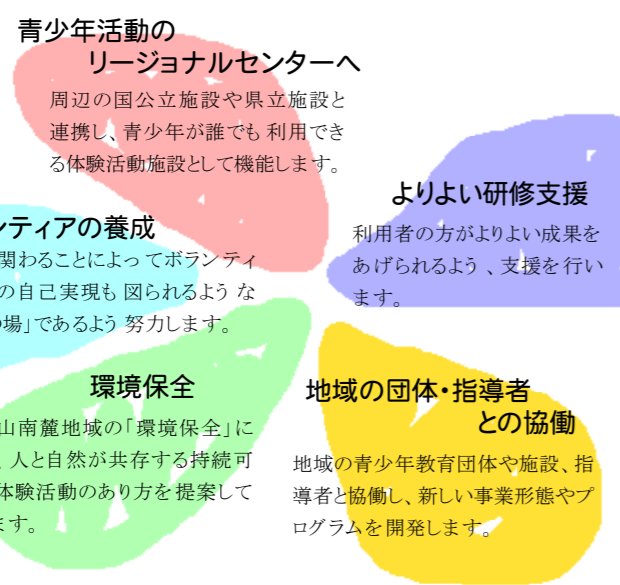 青少年活動の
リージョナルセンターへ
周辺の国公立施設や県立施設と
連携し、青少年が誰でも利用でき
る体験活動施設として機能します。
よりよい研修支援
利用者の方がよりよい成果を
あげられるよう、支援を行い
ます。
ンティアの養成
関わることによってボランティ
の自己実現も図られるような
場」であるよう努力します。
環境保全
山南麓地域の「環境保全」に
、人と自然が共存する持続可
体験活動のあり方を提案して
ます。
地域の団体・指導者
との協働
地域の青少年教育団体や施設、指
導者と協働し、新しい事業形態やプ
ログラムを開発します。